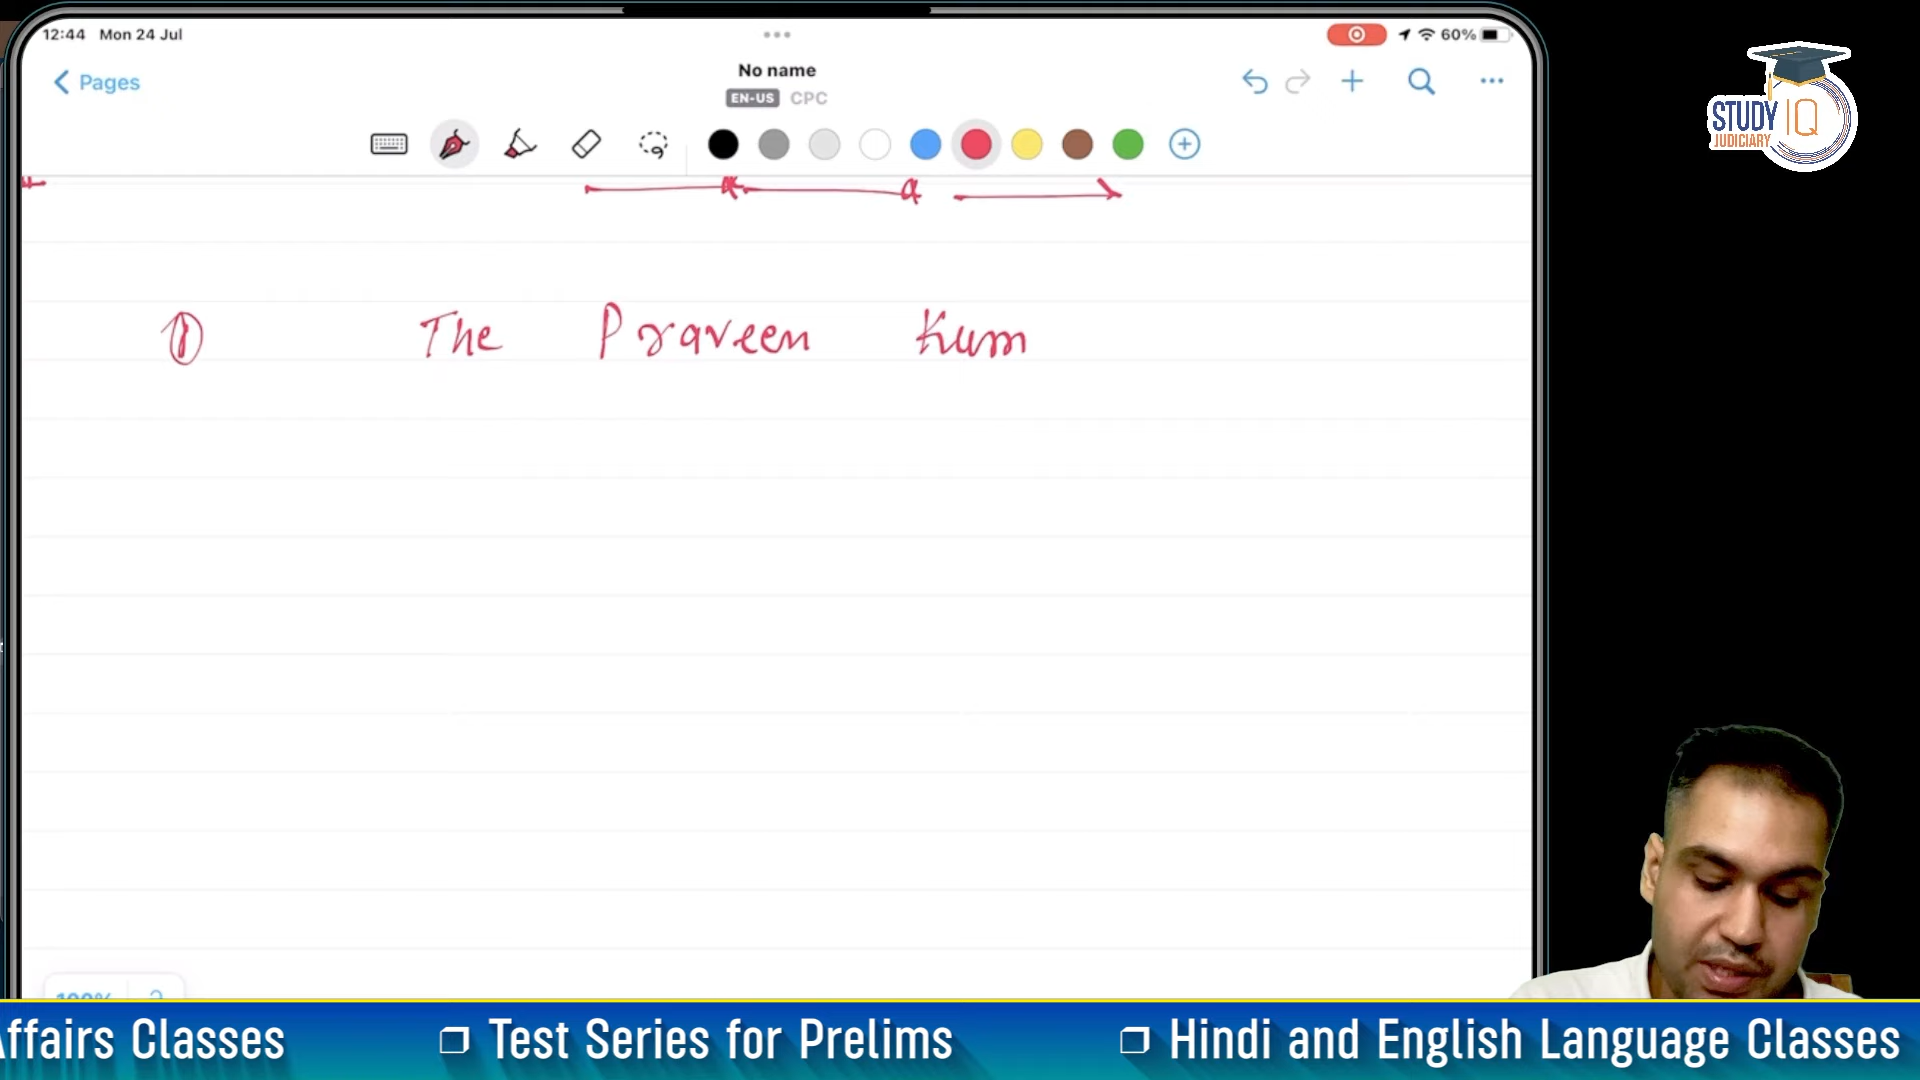 12:44 Mon 24 Jul
60%
Pages
No name
EN-US CPC
STUDY IQ
JUDICIARY
① The Praveen Kum
100%
ffairs Classes ❐ Test Series for Prelims ❐ Hindi and English Language Classes